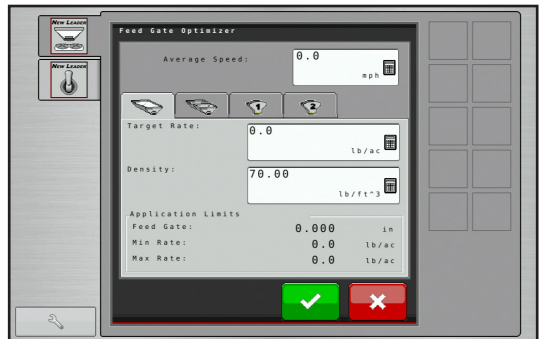 New Leader
Feed Gate Optimizer
Average Speed:
0.0
mph
New Leader
1
2
Target Rate:
0.0
lb/ac
Density:
70.00
lb/ft^3
Application Limits
Feed Gate:
0.000
in
Min Rate:
0.0
lb/ac
Max Rate:
0.0
lb/ac